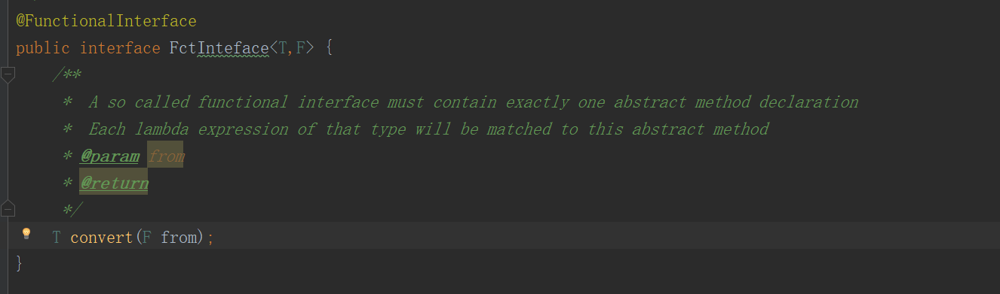 @FunctionalInterface
public interface FctInteface<T,F> {
/**
* A so called functional interface must contain exactly one abstract method declaration
* Each lambda expression of that type will be matched to this abstract method
* @param from
* @return
*/
T convert(F from);
}